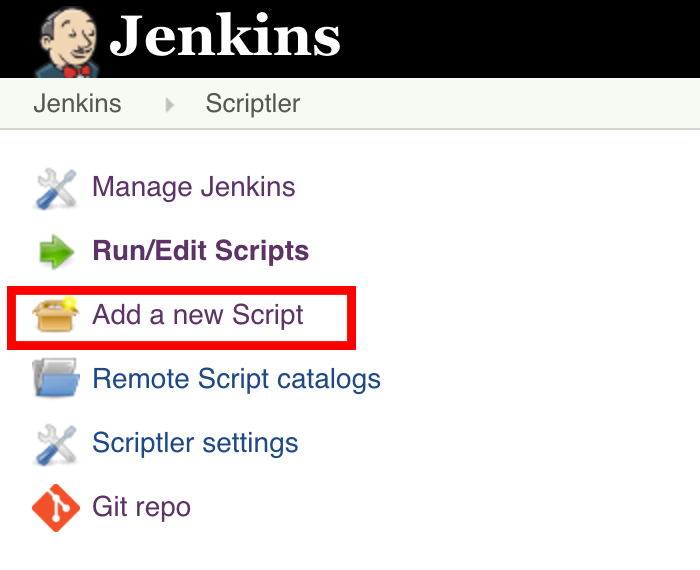 Jenkins
Jenkins Scriptler
Manage Jenkins
Run/Edit Scripts
Add a new Script
Remote Script catalogs
Scriptler settings
Git repo